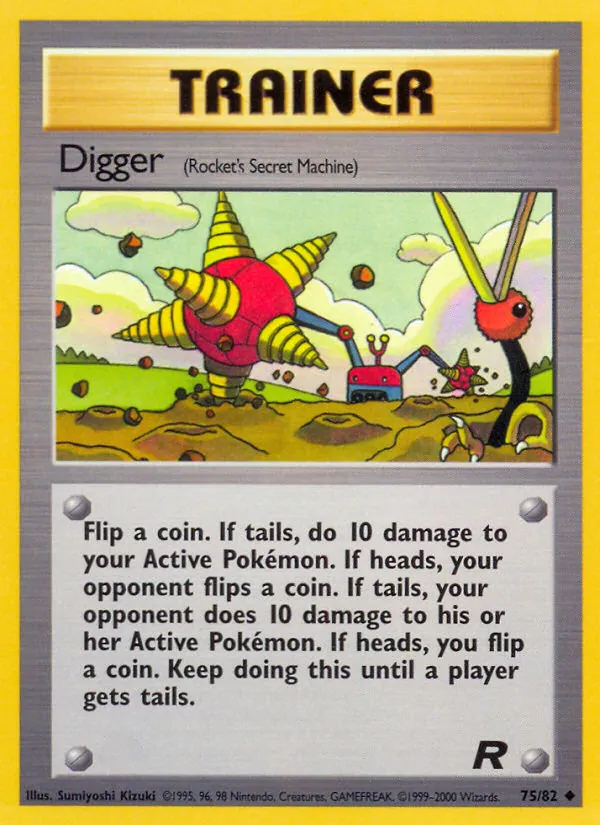 TRAINER
Digger (Rocket's Secret Machine)
Flip a coin. If tails, do 10 damage to
your Active Pokémon. If heads, your
opponent flips a coin. If tails, your
opponent does 10 damage to his or
her Active Pokémon. If heads, you flip
a coin. Keep doing this until a player
gets tails.
R
Illus. Sumiyoshi Kizuki ©1995, 96, 98 Nintendo, Creatures, GAMEFREAK. ©1999-2000 Wizards. 75/82 ◆